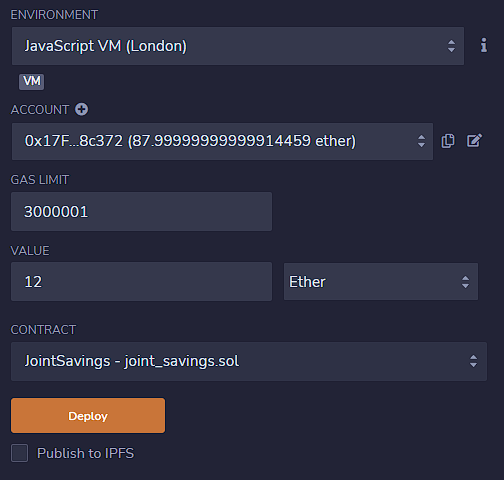 ENVIRONMENT
JavaScript VM (London)
VM
ACCOUNT
0x17F...8c372 (87.99999999999914459 ether)
GAS LIMIT
3000001
VALUE
12 Ether
CONTRACT
JointSavings - joint_savings.sol
Deploy
Publish to IPFS